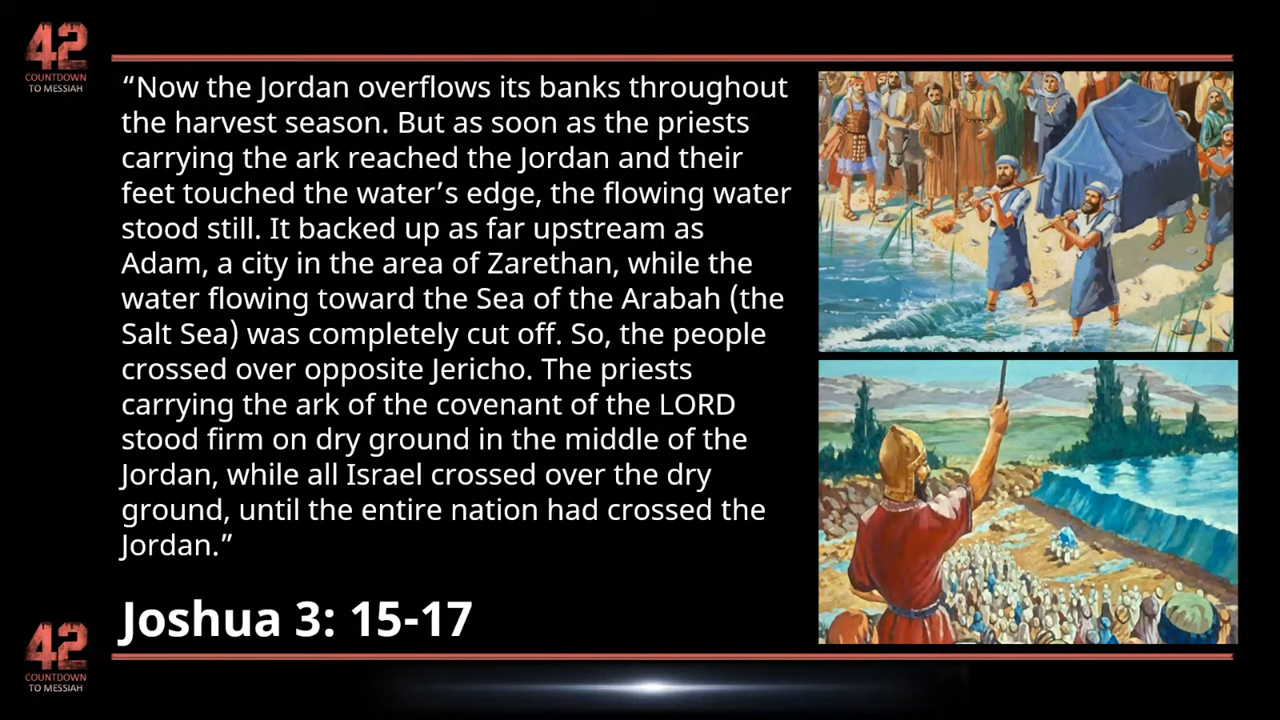 42
COUNTDOWN
TO MESSIAH
“Now the Jordan overflows its banks throughout
the harvest season. But as soon as the priests
carrying the ark reached the Jordan and their
feet touched the water’s edge, the flowing water
stood still. It backed up as far upstream as
Adam, a city in the area of Zarethan, while the
water flowing toward the Sea of the Arabah (the
Salt Sea) was completely cut off. So, the people
crossed over opposite Jericho. The priests
carrying the ark of the covenant of the LORD
stood firm on dry ground in the middle of the
Jordan, while all Israel crossed over the dry
ground, until the entire nation had crossed the
Jordan.”
Joshua 3: 15-17
42
COUNTDOWN
TO MESSIAH